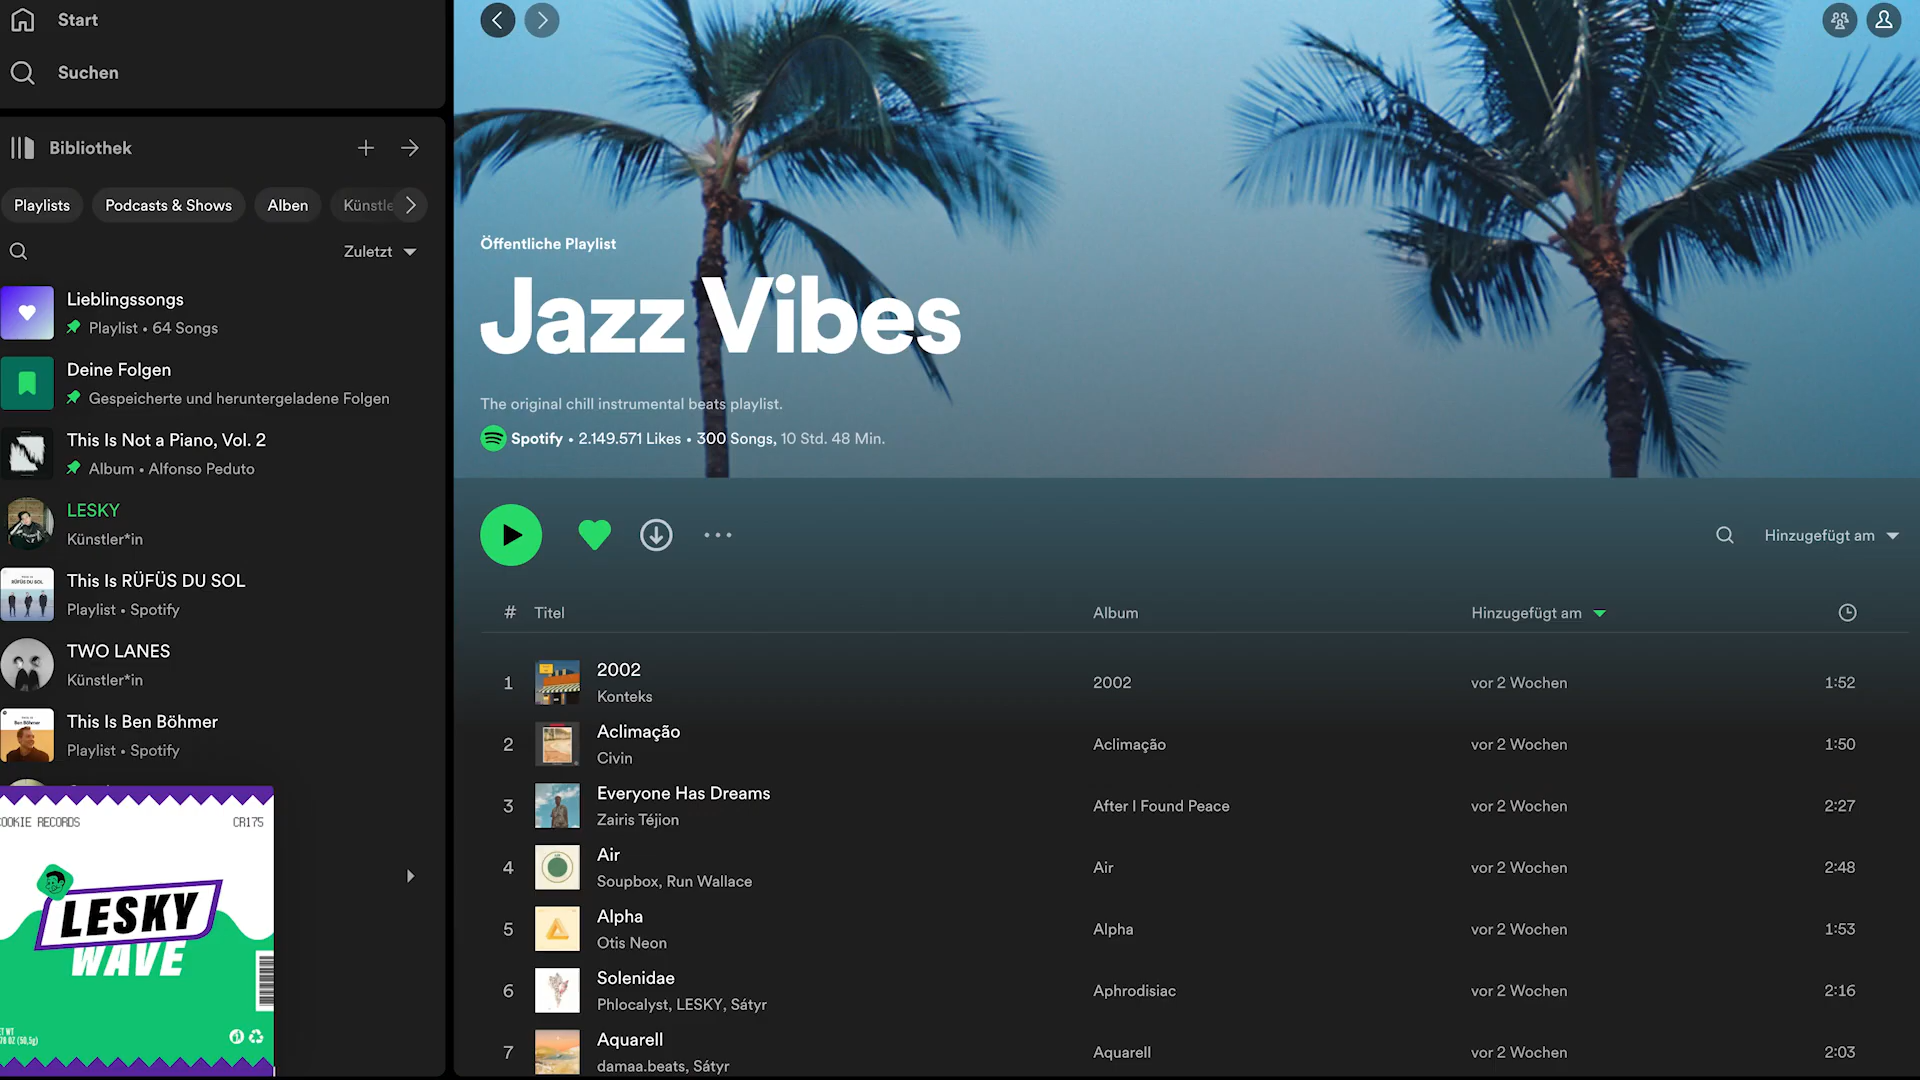 Start
Suchen
Bibliothek
Playlists
Podcasts & Shows
Alben
Künstle
Zuletzt
Lieblingssongs
Playlist • 64 Songs
Deine Folgen
Gespeicherte und heruntergeladene Folgen
This Is Not a Piano, Vol. 2
Album • Alfonso Peduto
LESKY
Künstler*in
This Is RÜFÜS DU SOL
Playlist • Spotify
TWO LANES
Künstler*in
This Is Ben Böhmer
Playlist • Spotify
OOKIE RECORDS
CR175
LESKY
WAVE
Öffentliche Playlist
Jazz Vibes
The original chill instrumental beats playlist.
Spotify • 2.149.571 Likes • 300 Songs, 10 Std. 48 Min.
Hinzugefügt am
# Titel Album Hinzugefügt am
1 2002 2002 vor 2 Wochen 1:52
Konteks
2 Aclimação Aclimação vor 2 Wochen 1:50
Civin
3 Everyone Has Dreams After I Found Peace vor 2 Wochen 2:27
Zairis Téjion
4 Air Air vor 2 Wochen 2:48
Soupbox, Run Wallace
5 Alpha Alpha vor 2 Wochen 1:53
Otis Neon
6 Solenidae Aphrodisiac vor 2 Wochen 2:16
Phlocalyst, LESKY, Sátyr
7 Aquarell Aquarell vor 2 Wochen 2:03
damaa.beats, Sátyr